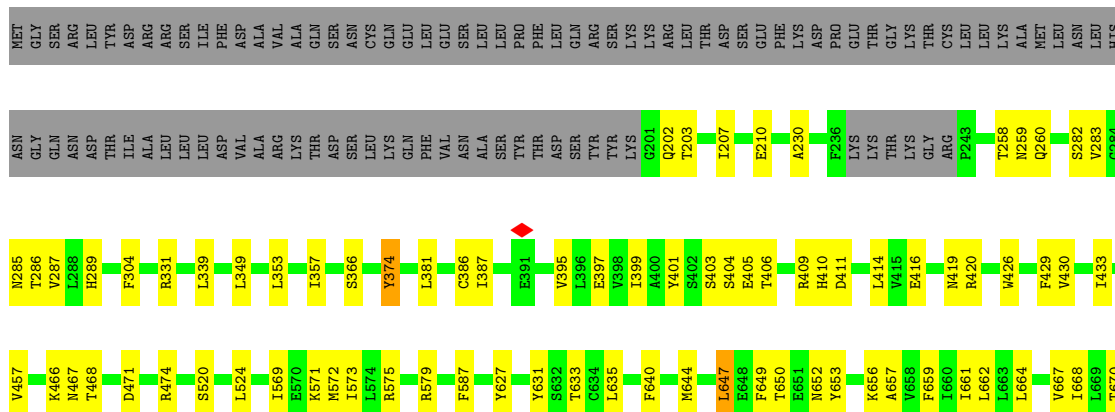 MET GLY SER ARG LEU TYR ASP ARG ARG SER ILE PHE ASP ALA VAL ALA GLN SER ASN CYS GLN GLU LEU GLU SER LEU LEU PRO PHE LEU GLN ARG SER LYS LYS ARG LEU THR ASP SER GLU PHE LYS ASP PRO GLU THR GLY LYS THR CYS LEU LEU LYS ALA MET LEU ASN LEU HIS
ASN GLY GLN ASN ASP THR ILE ALA LEU LEU LEU ASP VAL ALA ARG LYS THR ASP SER LEU LYS GLN PHE VAL ASN ALA SER TYR THR ASP SER TYR TYR LYS G201 Q202 T203 I207 E210 A230 F236 LYS LYS THR LYS GLY ARG P243 T258 N259 Q260 S282 V283 G284
N285 T286 V287 L288 H289 F304 R331 L339 L349 L353 I357 S366 Y374 L381 C386 I387 E391 V395 L396 E397 V398 I399 A400 Y401 S402 S403 S404 E405 T406 R409 H410 D411 L414 V415 E416 N419 R420 W426 F429 V430 I433
V457 K466 N467 T468 D471 R474 S520 L524 I569 E570 K571 M572 I573 L574 R575 R579 F587 Y627 Y631 S632 T633 C634 L635 F640 M644 L647 E648 F649 T650 E651 N652 Y653 K656 A657 V658 F659 I660 I661 L662 L663 L664 V667 I668 L669